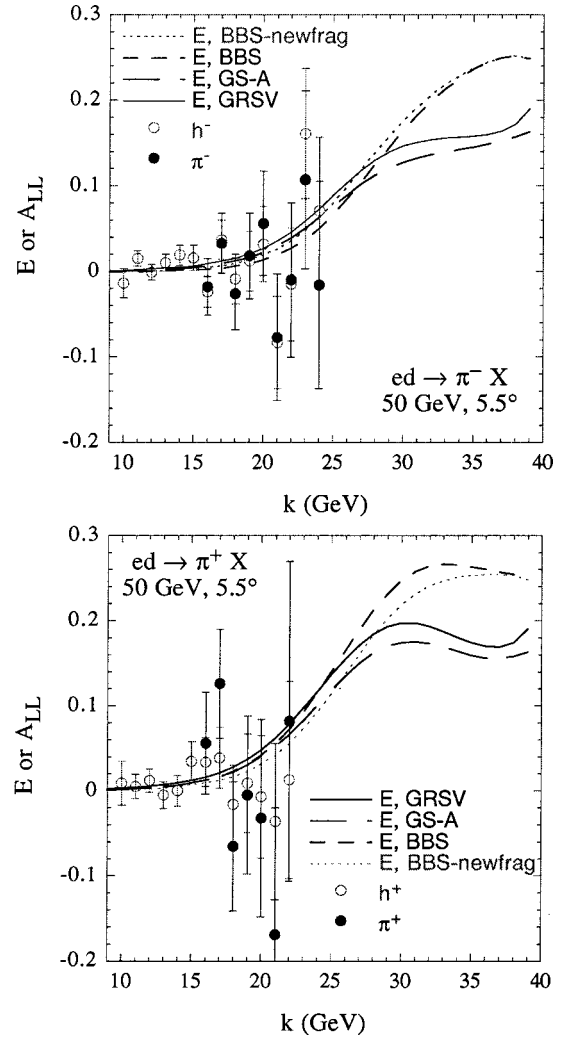 0.3
E, BBS-newfrag
E, BBS
E, GS-A
E, GRSV
h⁻
π⁻
0.2
0.1
0
-0.1
-0.2
E or A_LL
ed → π⁻ X
50 GeV, 5.5°
10 15 20 25 30 35 40
k (GeV)
0.3
ed → π⁺ X
50 GeV, 5.5°
0.2
0.1
0
-0.1
-0.2
E or A_LL
E, GRSV
E, GS-A
E, BBS
E, BBS-newfrag
h⁺
π⁺
10 15 20 25 30 35 40
k (GeV)